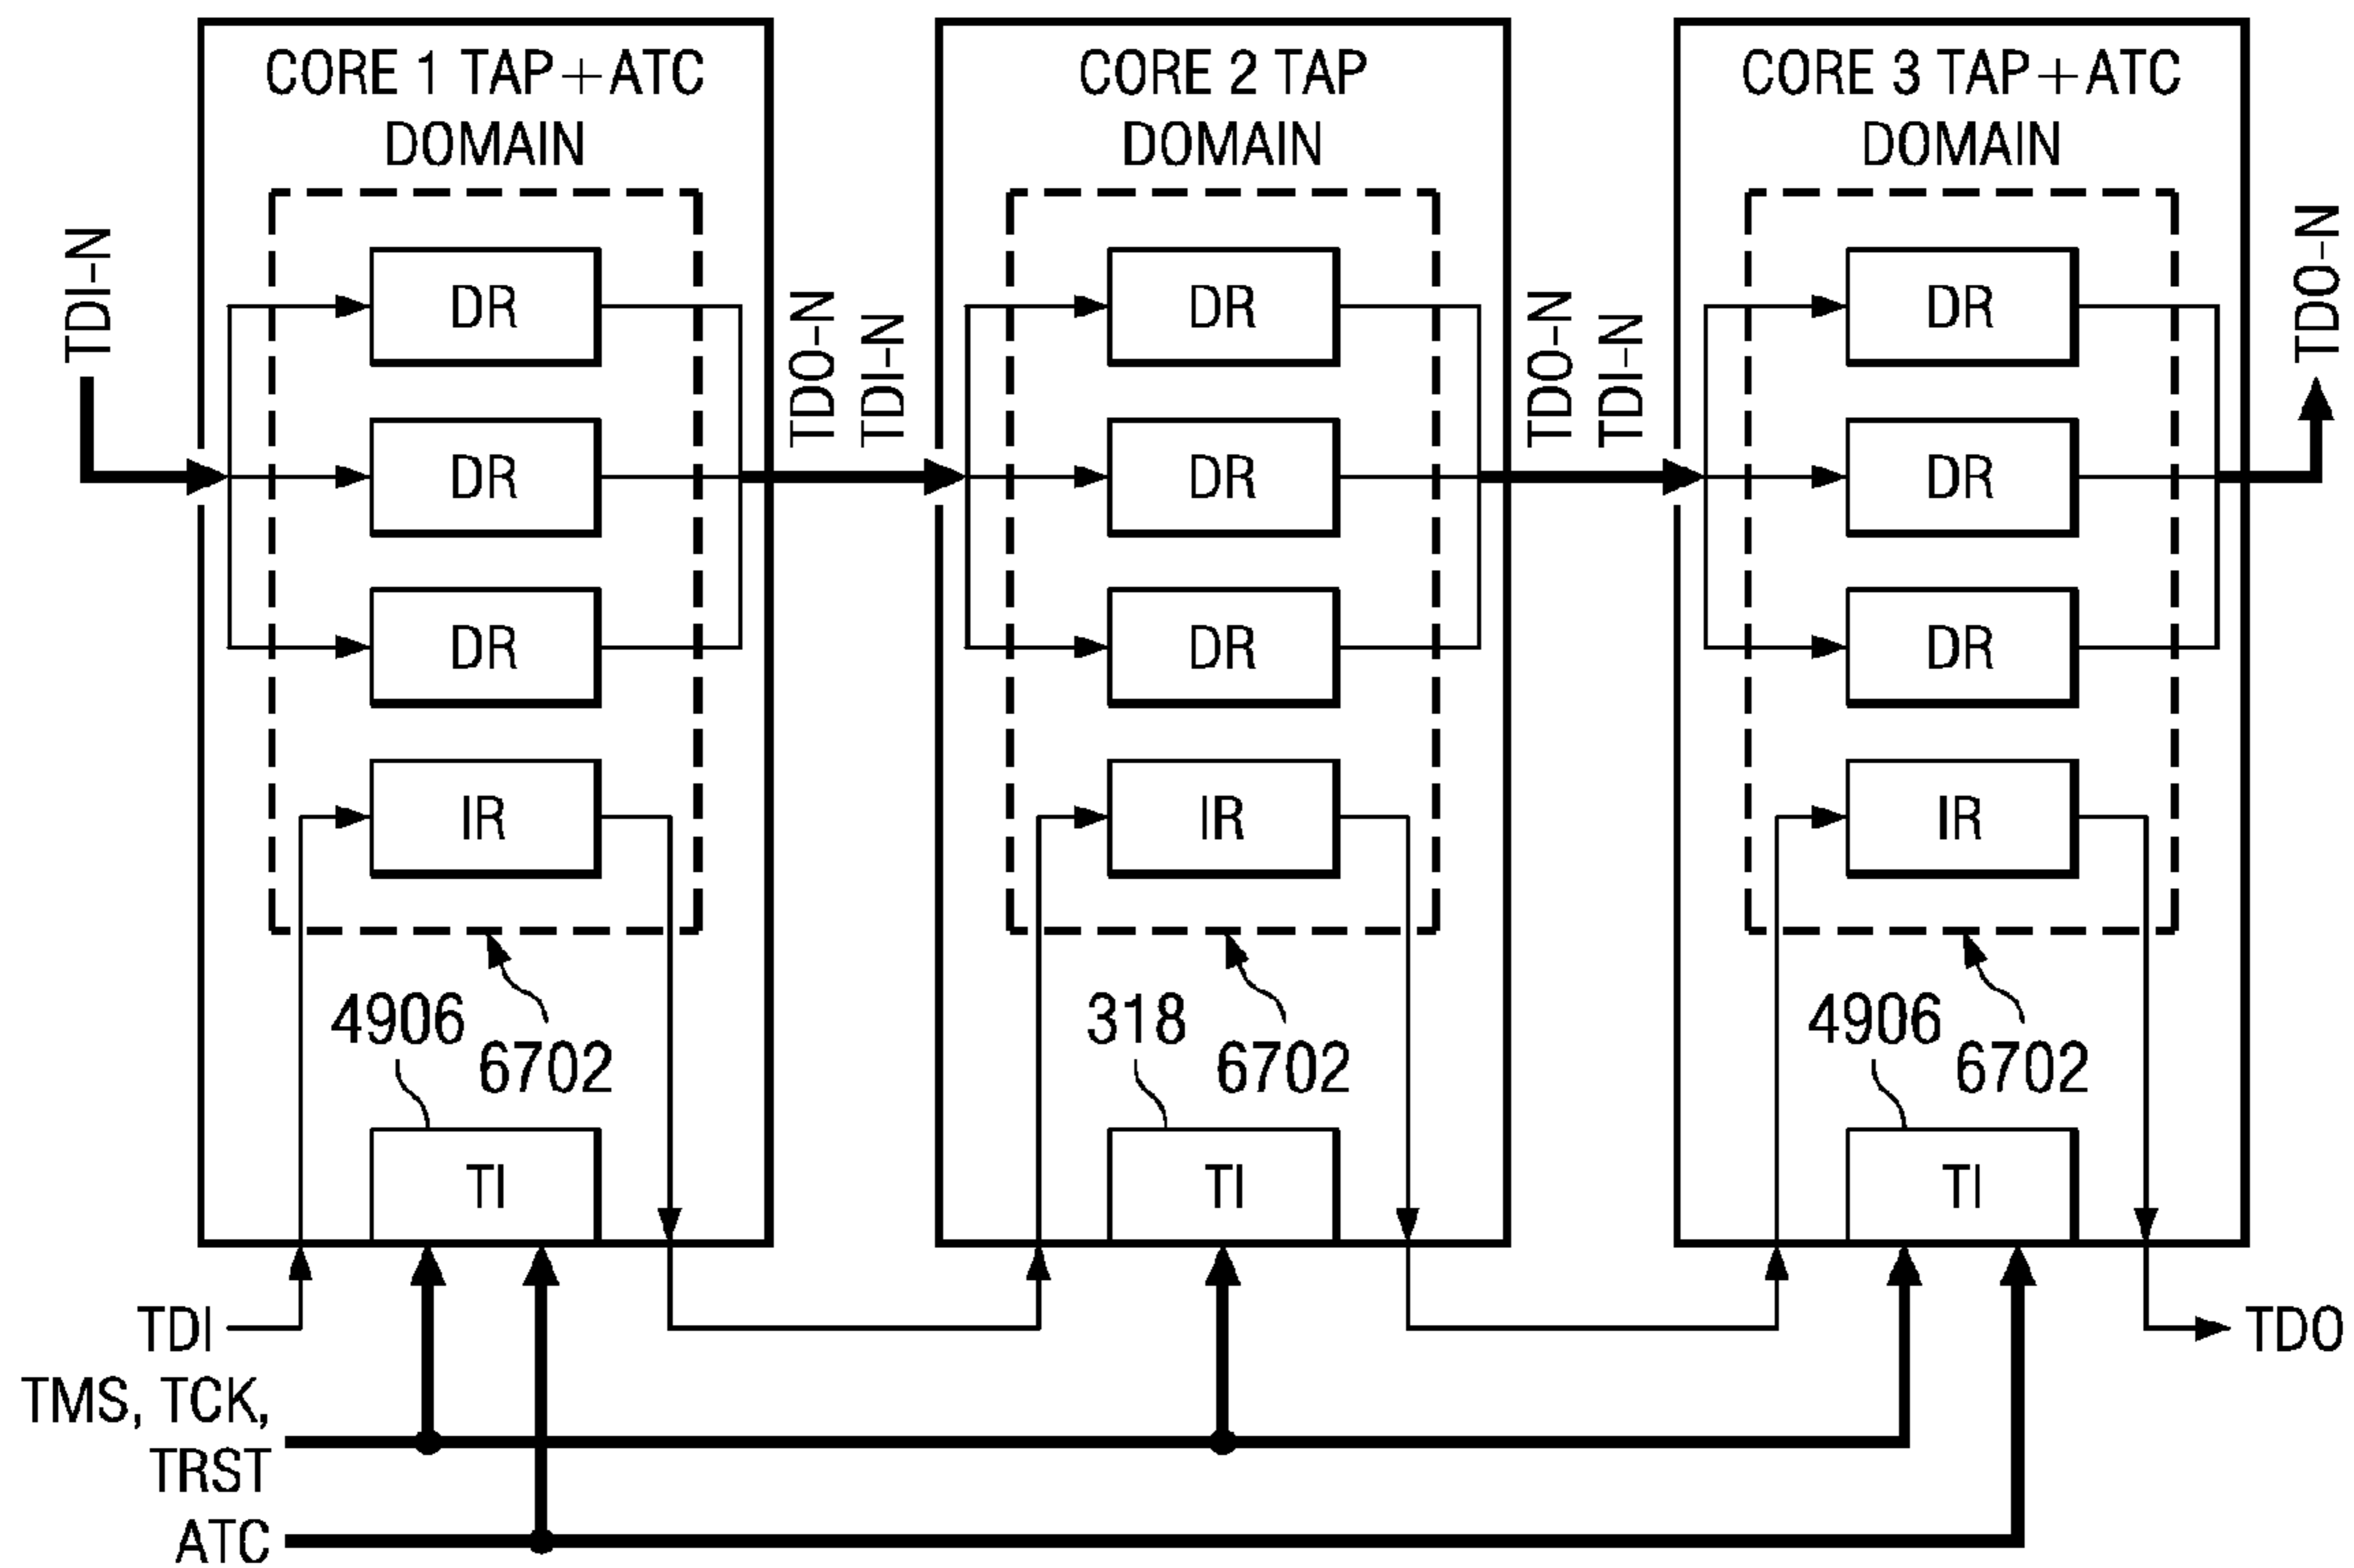 CORE 1 TAP+ATC
DOMAIN
CORE 2 TAP
DOMAIN
CORE 3 TAP+ATC
DOMAIN
TDI-N
TDO-N
TDI-N
TDO-N
TDI-N
TDO-N
DR
DR
DR
DR
DR
DR
DR
DR
DR
IR
IR
IR
4906
6702
318
6702
4906
6702
TI
TI
TI
TDI
TDO
TMS, TCK,
TRST
ATC